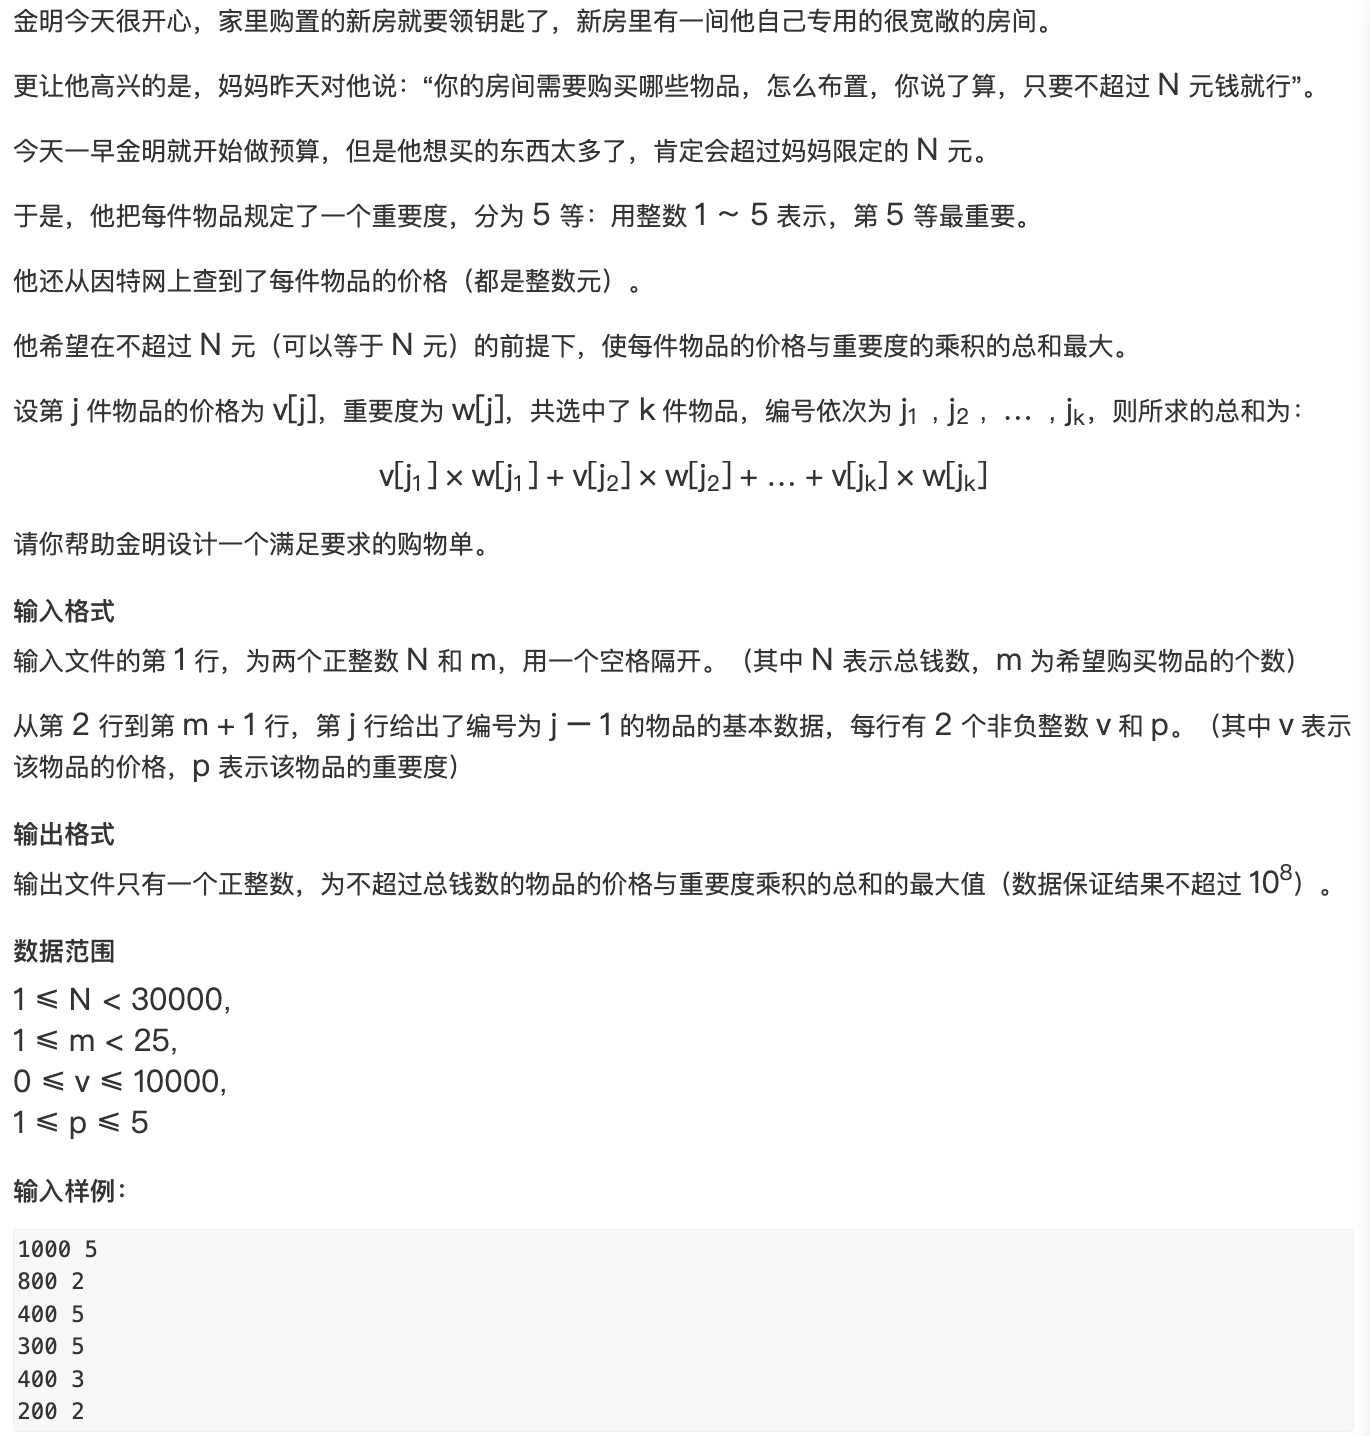 金明今天很开心，家里购置的新房就要领钥匙了，新房里有一间他自己专用的很宽敞的房间。
更让他高兴的是，妈妈昨天对他说：“你的房间需要购买哪些物品，怎么布置，你说了算，只要不超过 N 元钱就行”。
今天一早金明就开始做预算，但是他想买的东西太多了，肯定会超过妈妈限定的 N 元。
于是，他把每件物品规定了一个重要度，分为 5 等：用整数 1 ~ 5 表示，第 5 等最重要。
他还从因特网上查到了每件物品的价格（都是整数元）。
他希望在不超过 N 元（可以等于 N 元）的前提下，使每件物品的价格与重要度的乘积的总和最大。
设第 j 件物品的价格为 v[j]，重要度为 w[j]，共选中了 k 件物品，编号依次为 j₁ , j₂ , … , jₖ，则所求的总和为：
v[j₁] × w[j₁] + v[j₂] × w[j₂] + … + v[jₖ] × w[jₖ]
请你帮助金明设计一个满足要求的购物单。
输入格式
输入文件的第 1 行，为两个正整数 N 和 m，用一个空格隔开。（其中 N 表示总钱数，m 为希望购买物品的个数）
从第 2 行到第 m + 1 行，第 j 行给出了编号为 j — 1 的物品的基本数据，每行有 2 个非负整数 v 和 p。（其中 v 表示
该物品的价格，p 表示该物品的重要度）
输出格式
输出文件只有一个正整数，为不超过总钱数的物品的价格与重要度乘积的总和的最大值（数据保证结果不超过 10⁸）。
数据范围
1 ⩽ N < 30000,
1 ⩽ m < 25,
0 ⩽ v ⩽ 10000,
1 ⩽ p ⩽ 5
输入样例：
1000 5
800 2
400 5
300 5
400 3
200 2